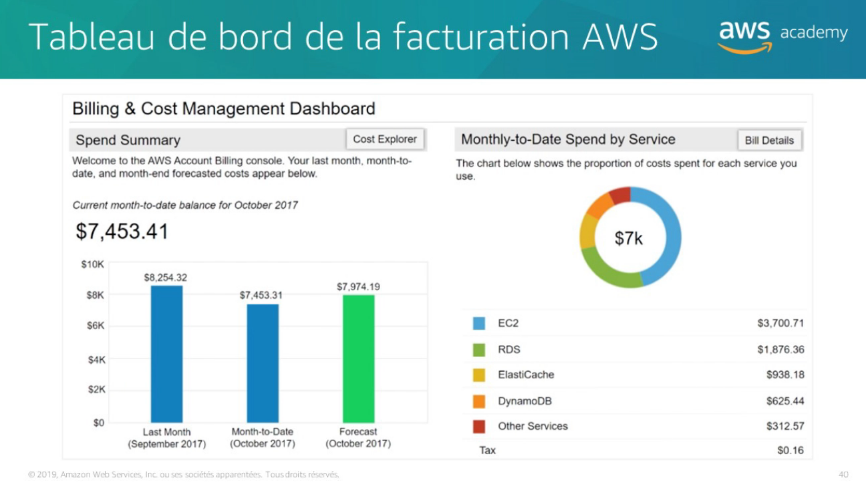 Tableau de bord de la facturation AWS
aws academy
Billing & Cost Management Dashboard
Spend Summary
Cost Explorer
Welcome to the AWS Account Billing console. Your last month, month-to-
date, and month-end forecasted costs appear below.
Current month-to-date balance for October 2017
$7,453.41
$10K
$8K
$6K
$4K
$2K
$0
$8,254.32
$7,453.31
$7,974.19
Last Month
(September 2017)
Month-to-Date
(October 2017)
Forecast
(October 2017)
Monthly-to-Date Spend by Service
Bill Details
The chart below shows the proportion of costs spent for each service you
use.
$7k
EC2 $3,700.71
RDS $1,876.36
ElastiCache $938.18
DynamoDB $625.44
Other Services $312.57
Tax $0.16
© 2019, Amazon Web Services, Inc. ou ses sociétés apparentées. Tous droits réservés.
40